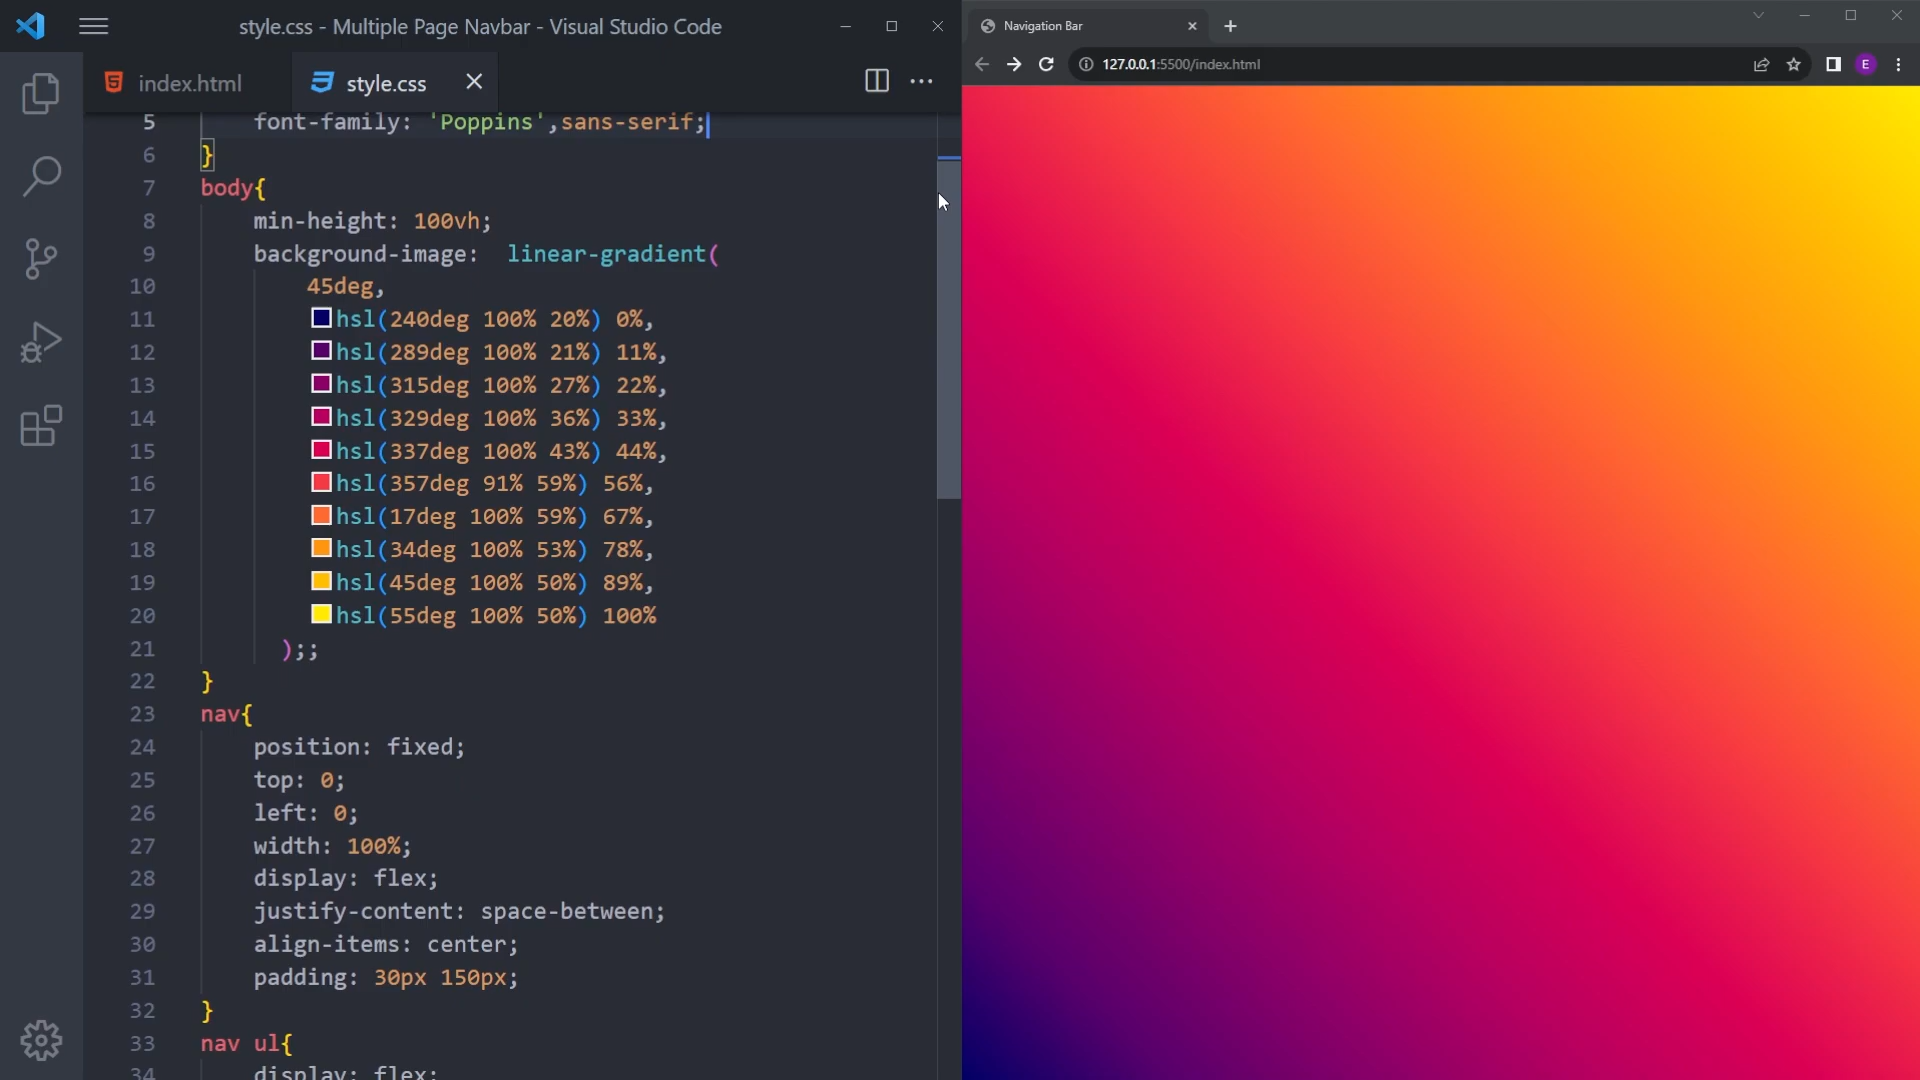 style.css - Multiple Page Navbar - Visual Studio Code
index.html
style.css
5 font-family: 'Poppins',sans-serif;
6 }
7 body{
8 min-height: 100vh;
9 background-image:  linear-gradient(
10 45deg,
11 hsl(240deg 100% 20%) 0%,
12 hsl(289deg 100% 21%) 11%,
13 hsl(315deg 100% 27%) 22%,
14 hsl(329deg 100% 36%) 33%,
15 hsl(337deg 100% 43%) 44%,
16 hsl(357deg 91% 59%) 56%,
17 hsl(17deg 100% 59%) 67%,
18 hsl(34deg 100% 53%) 78%,
19 hsl(45deg 100% 50%) 89%,
20 hsl(55deg 100% 50%) 100%
21 );;
22 }
23 nav{
24 position: fixed;
25 top: 0;
26 left: 0;
27 width: 100%;
28 display: flex;
29 justify-content: space-between;
30 align-items: center;
31 padding: 30px 150px;
32 }
33 nav ul{
34 display: flex;
Navigation Bar
127.0.0.1:5500/index.html
E